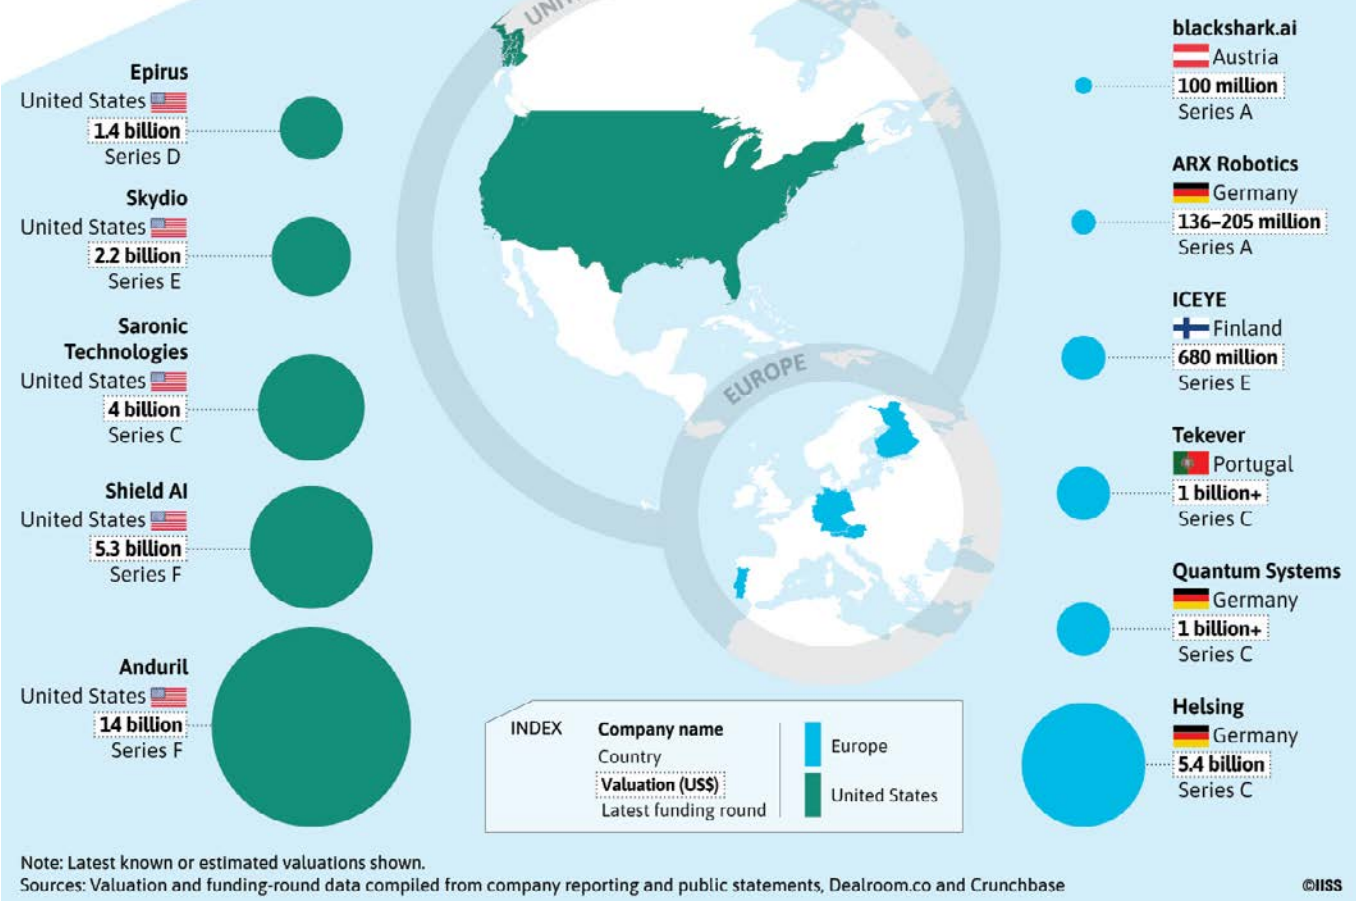 Epirus
United States
1.4 billion
Series D
Skydio
United States
2.2 billion
Series E
Saronic
Technologies
United States
4 billion
Series C
Shield AI
United States
5.3 billion
Series F
Anduril
United States
14 billion
Series F
EUROPE
INDEX
Company name
Country
Valuation (US$)
Latest funding round
Europe
United States
blackshark.ai
Austria
100 million
Series A
ARX Robotics
Germany
136–205 million
Series A
ICEYE
Finland
680 million
Series E
Tekever
Portugal
1 billion+
Series C
Quantum Systems
Germany
1 billion+
Series C
Helsing
Germany
5.4 billion
Series C
Note: Latest known or estimated valuations shown.
Sources: Valuation and funding-round data compiled from company reporting and public statements, Dealroom.co and Crunchbase
©IISS